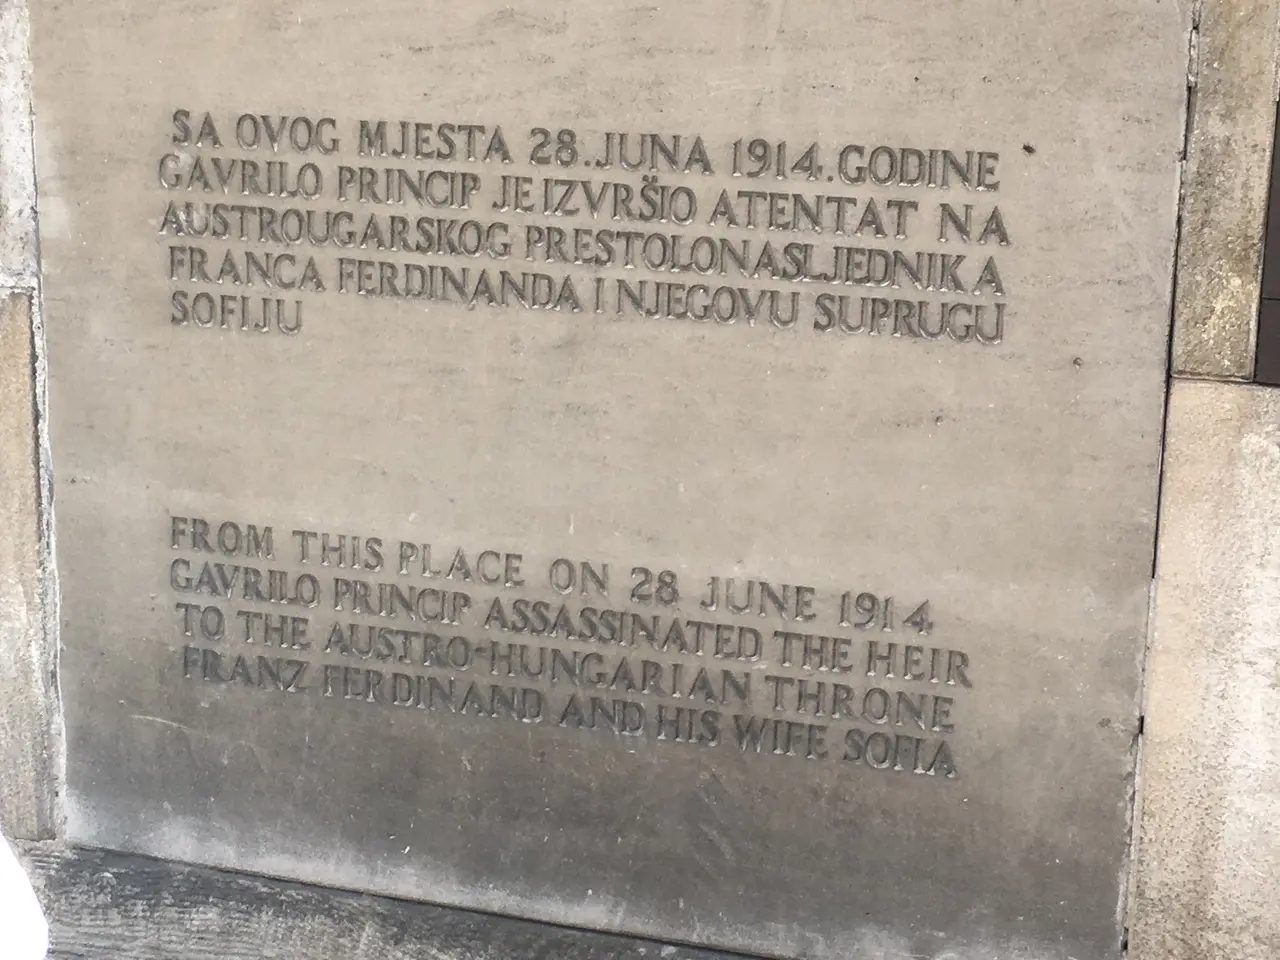 SA OVOG MJESTA 28.JUNA 1914.GODINE
GAVRILO PRINCIP JE IZVRŠIO ATENTAT NA
AUSTROUGARSKOG PRESTOLONASLJEDNIKA
FRANCA FERDINANDA I NJEGOVU SUPRUGU
SOFIJU
FROM THIS PLACE ON 28 JUNE 1914
GAVRILO PRINCIP ASSASSINATED THE HEIR
TO THE AUSTRO-HUNGARIAN THRONE
FRANZ FERDINAND AND HIS WIFE SOFIA